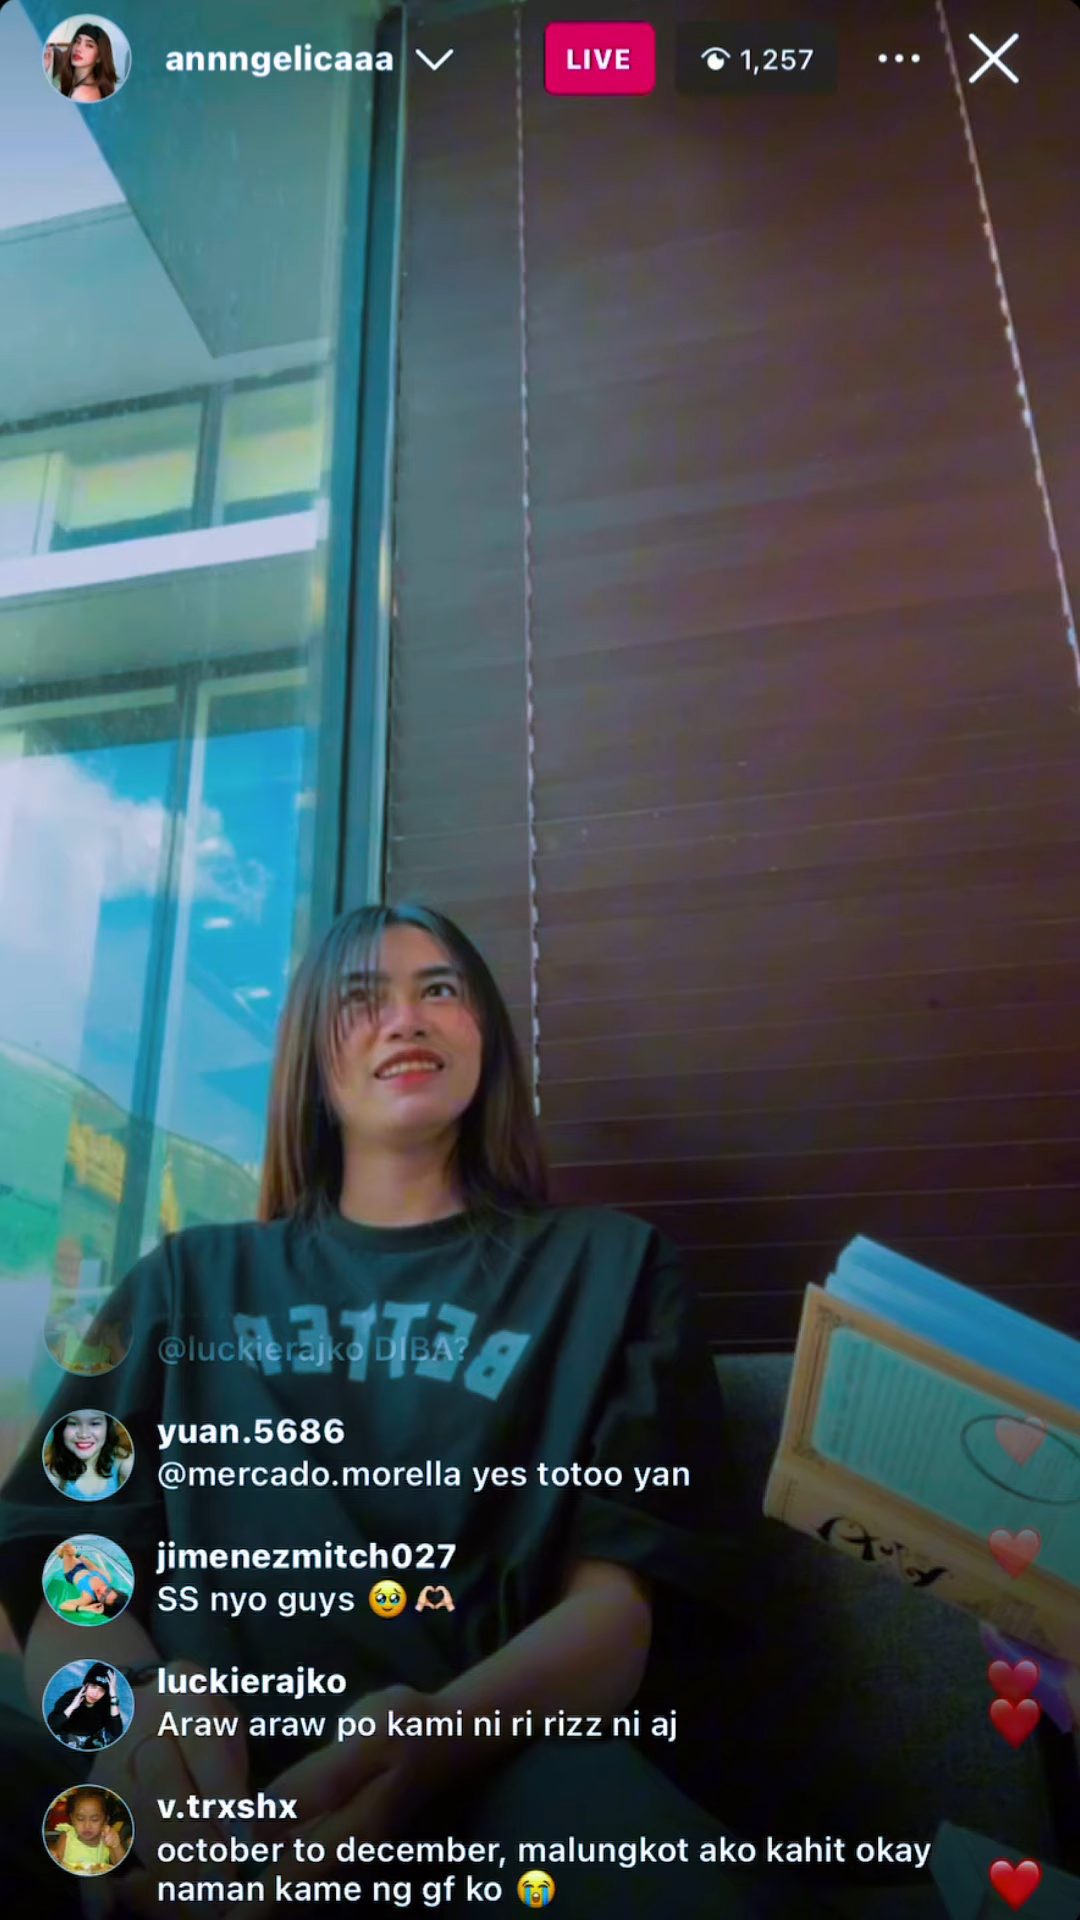 annngelicaaa
LIVE
1,257
BETTER
@luckierajko DIBA?
yuan.5686
@mercado.morella yes totoo yan
jimenezmitch027
SS nyo guys 🥹🫶🏼
luckierajko
Araw araw po kami ni ri rizz ni aj
v.trxshx
october to december, malungkot ako kahit okay
naman kame ng gf ko 😭